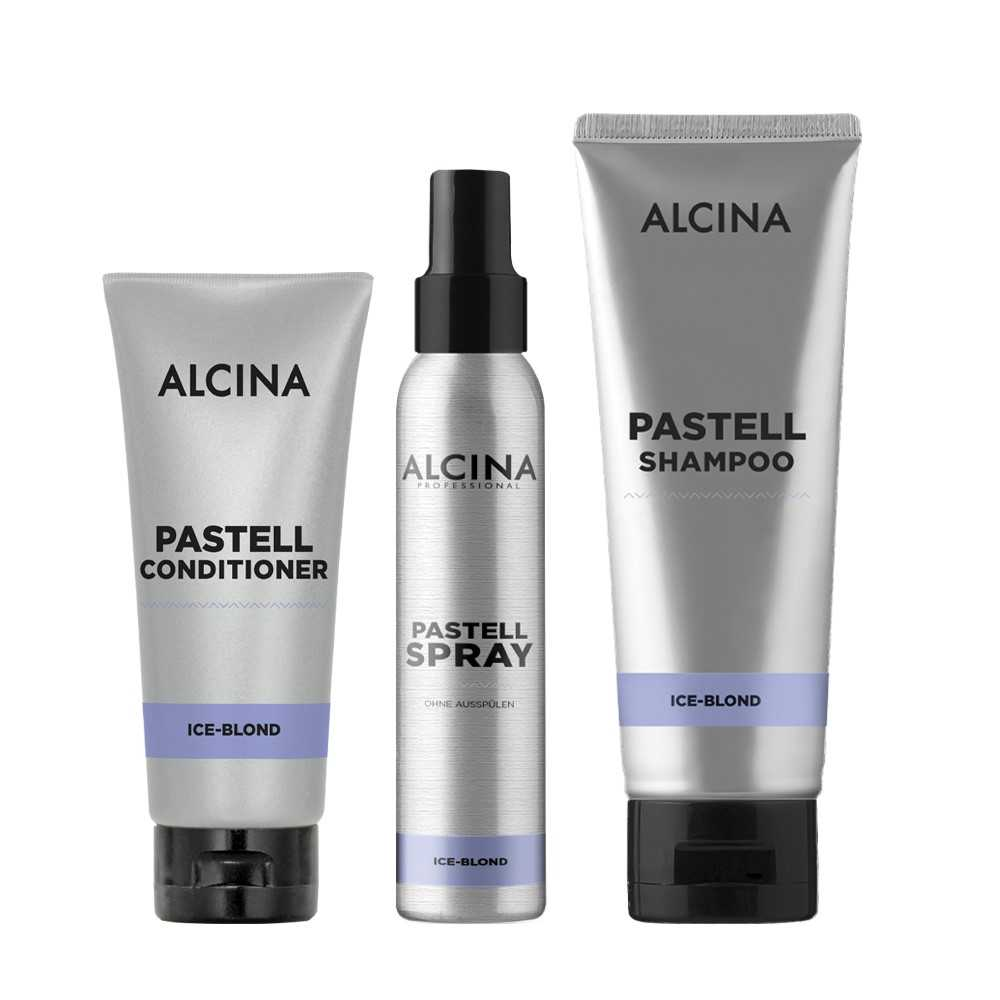 ALCINA
PASTELL
CONDITIONER
ICE-BLOND
ALCINA
PROFESSIONAL
PASTELL
SPRAY
OHNE AUSSPÜLEN
ICE-BLOND
ALCINA
PASTELL
SHAMPOO
ICE-BLOND